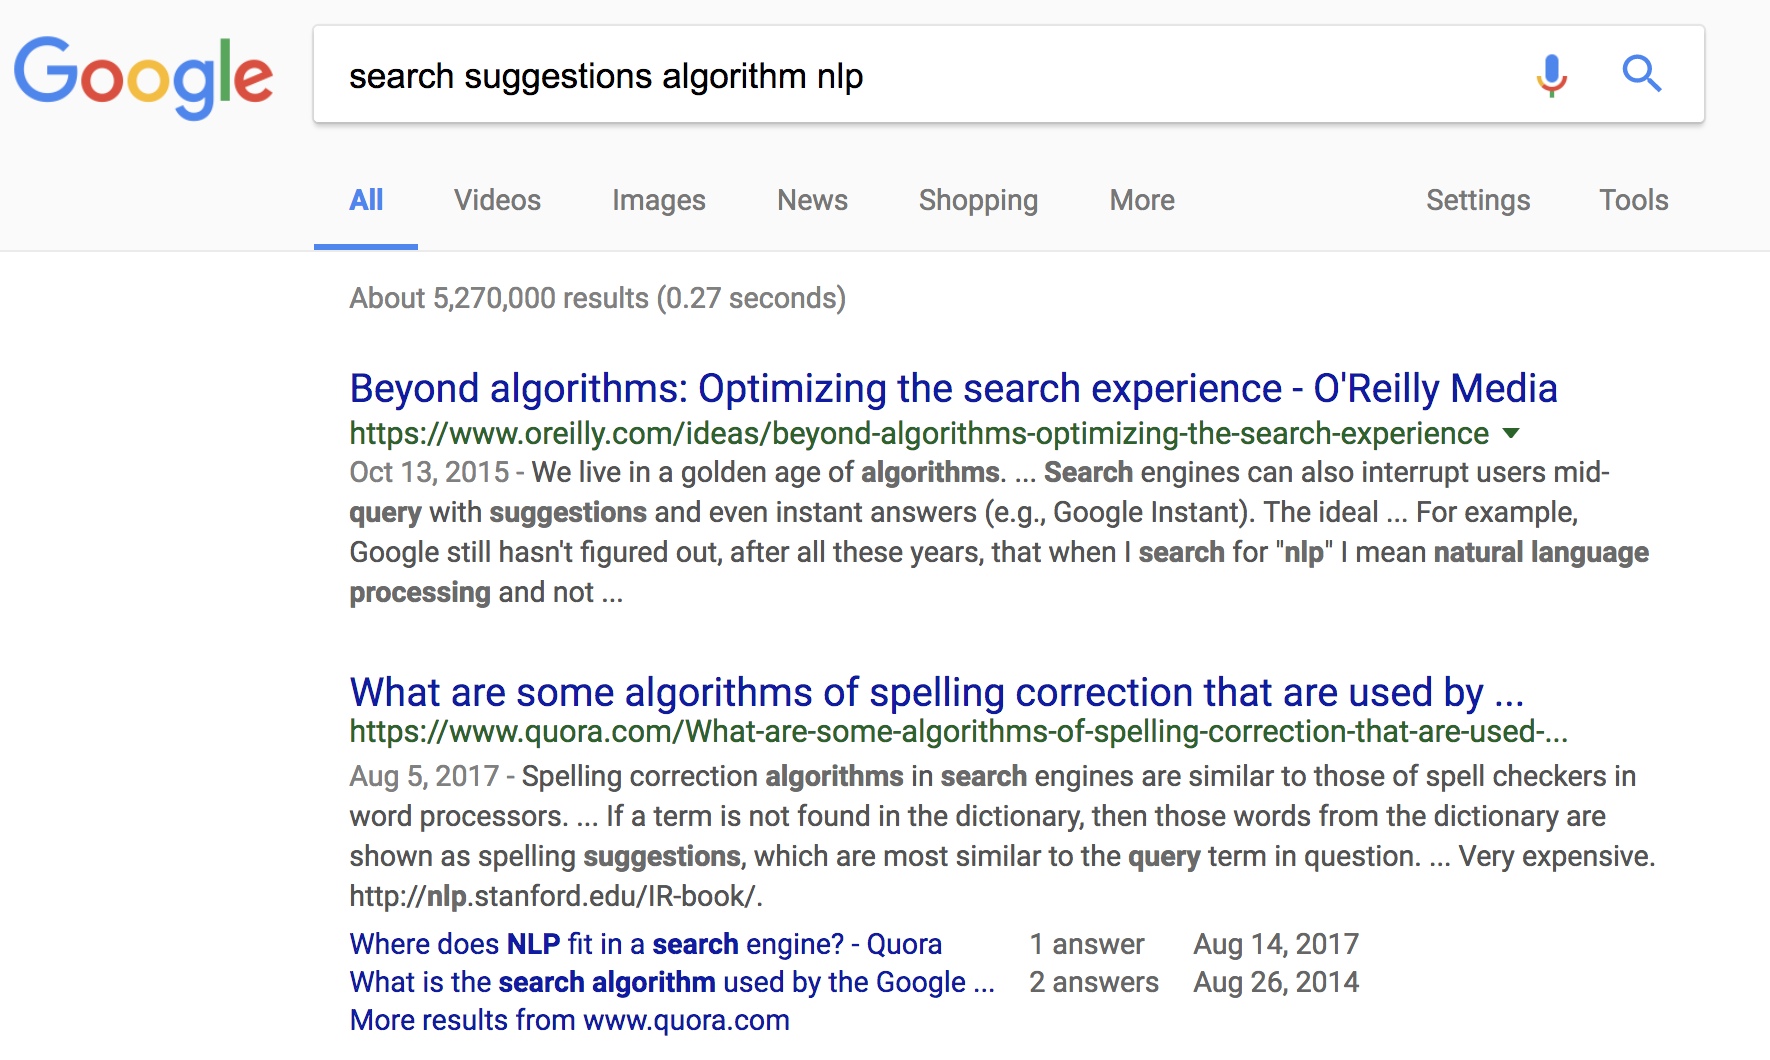 Google
search suggestions algorithm nlp
All Videos Images News Shopping More Settings Tools
About 5,270,000 results (0.27 seconds)
Beyond algorithms: Optimizing the search experience - O'Reilly Media
https://www.oreilly.com/ideas/beyond-algorithms-optimizing-the-search-experience
Oct 13, 2015 - We live in a golden age of algorithms. ... Search engines can also interrupt users mid-
query with suggestions and even instant answers (e.g., Google Instant). The ideal ... For example,
Google still hasn't figured out, after all these years, that when I search for "nlp" I mean natural language
processing and not ...
What are some algorithms of spelling correction that are used by ...
https://www.quora.com/What-are-some-algorithms-of-spelling-correction-that-are-used-...
Aug 5, 2017 - Spelling correction algorithms in search engines are similar to those of spell checkers in
word processors. ... If a term is not found in the dictionary, then those words from the dictionary are
shown as spelling suggestions, which are most similar to the query term in question. ... Very expensive.
http://nlp.stanford.edu/IR-book/.
Where does NLP fit in a search engine? - Quora 1 answer Aug 14, 2017
What is the search algorithm used by the Google ... 2 answers Aug 26, 2014
More results from www.quora.com